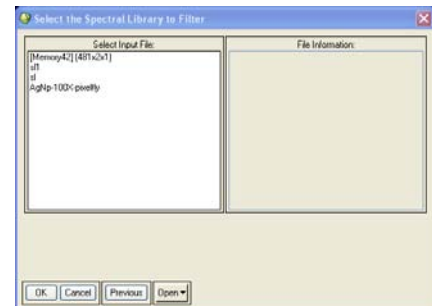 Select the Spectral Library to Filter
Select Input File:
File Information:
[Memory42] (481x2x1)
sl1
sl
AgNp-100X-pixelfly
OK
Cancel
Previous
Open